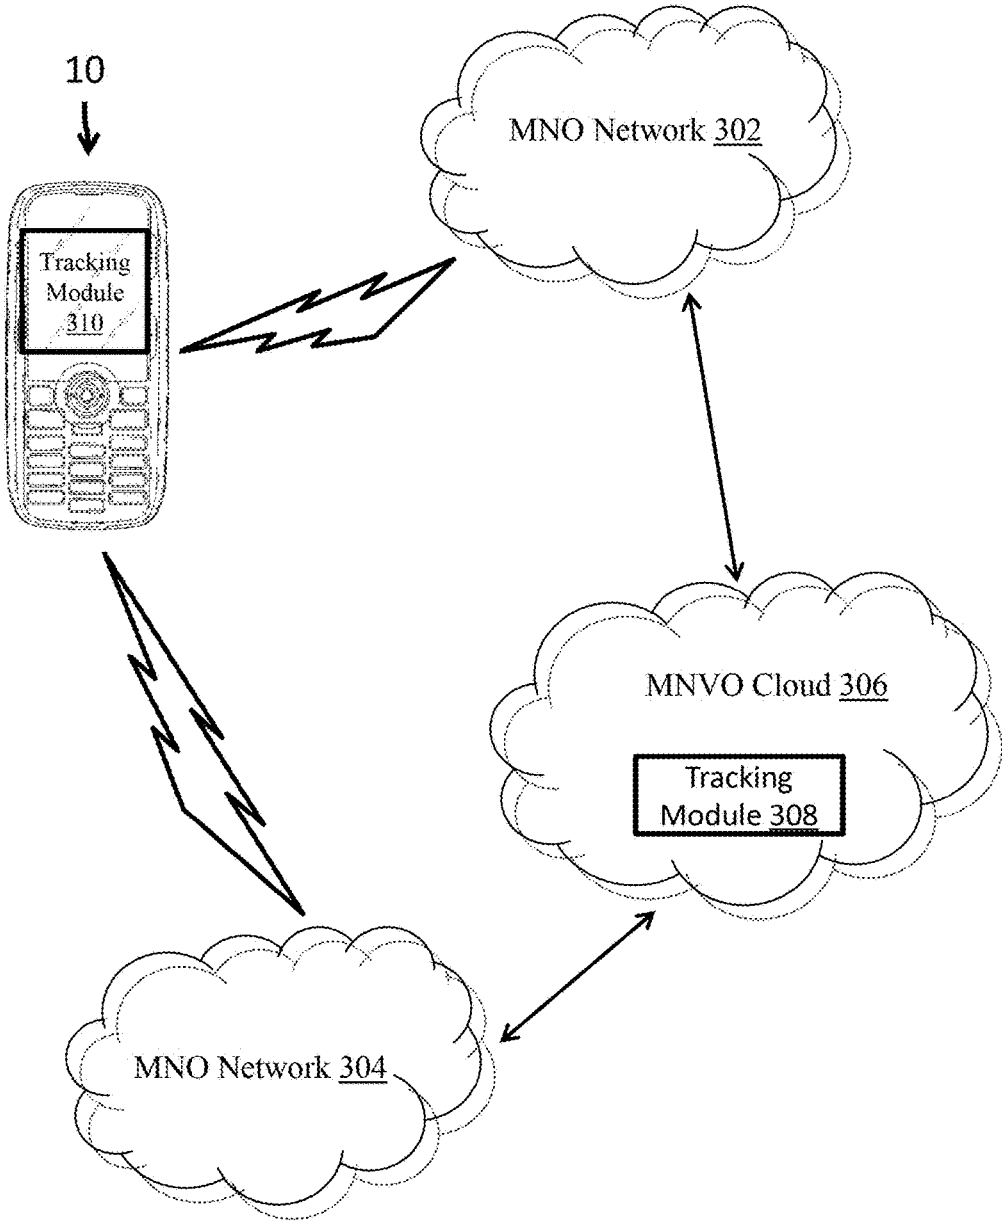 10
MNO Network 302
Tracking
Module
310
MNVO Cloud 306
Tracking
Module 308
MNO Network 304